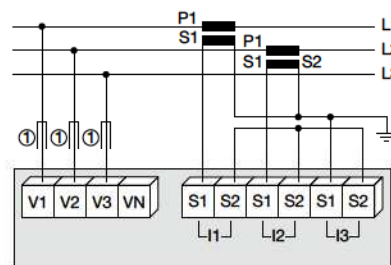 P1
L
S1
P1
L
S1 S2
L
① ① ①
V1 V2 V3 VN
S1 S2 S1 S2 S1 S2
I1 I2 I3